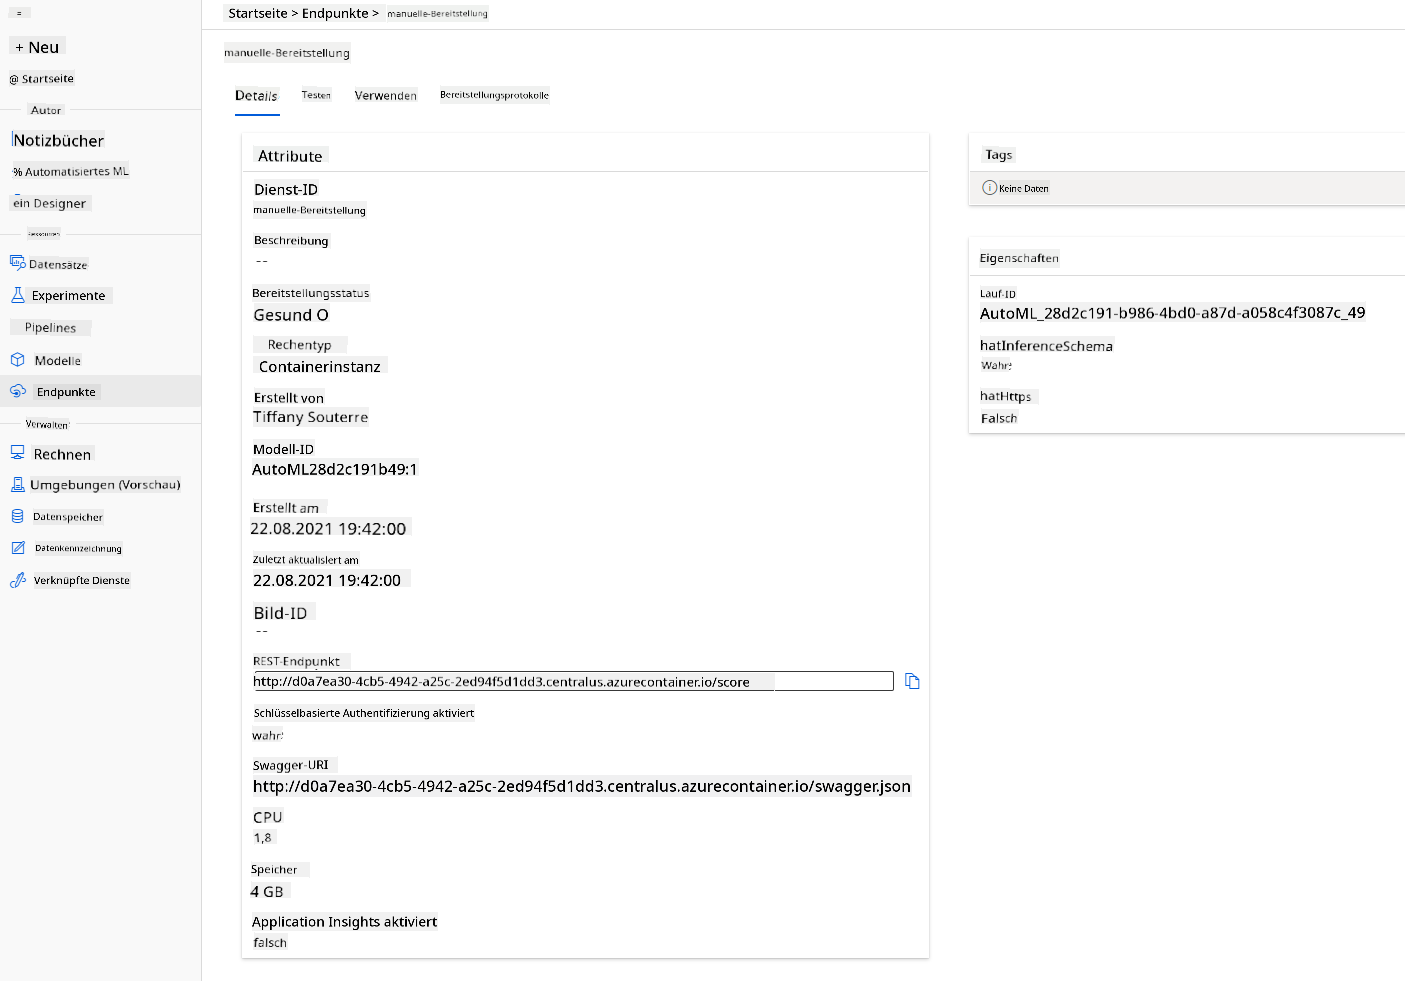 + Neu
@ Startseite
Autor
Notizbücher
% Automatisiertes ML
ein Designer
Ressourcen
Datensätze
Experimente
Pipelines
Modelle
Endpunkte
Verwalten
Rechnen
Umgebungen (Vorschau)
Datenspeicher
Datenkennzeichnung
Verknüpfte Dienste
Startseite > Endpunkte > manuelle-Bereitstellung
manuelle-Bereitstellung
Details Testen Verwenden Bereitstellungsprotokolle
Attribute
Dienst-ID
manuelle-Bereitstellung
Beschreibung
--
Bereitstellungsstatus
Gesund O
Rechentyp
Containerinstanz
Erstellt von
Tiffany Souterre
Modell-ID
AutoML28d2c191b49:1
Erstellt am
22.08.2021 19:42:00
Zuletzt aktualisiert am
22.08.2021 19:42:00
Bild-ID
--
REST-Endpunkt
http://d0a7ea30-4cb5-4942-a25c-2ed94f5d1dd3.centralus.azurecontainer.io/score
Schlüsselbasierte Authentifizierung aktiviert
wahr
Swagger-URI
http://d0a7ea30-4cb5-4942-a25c-2ed94f5d1dd3.centralus.azurecontainer.io/swagger.json
CPU
1,8
Speicher
4 GB
Application Insights aktiviert
falsch
Tags
Keine Daten
Eigenschaften
Lauf-ID
AutoML_28d2c191-b986-4bd0-a87d-a058c4f3087c_49
hatInferenceSchema
Wahr
hatHttps
Falsch